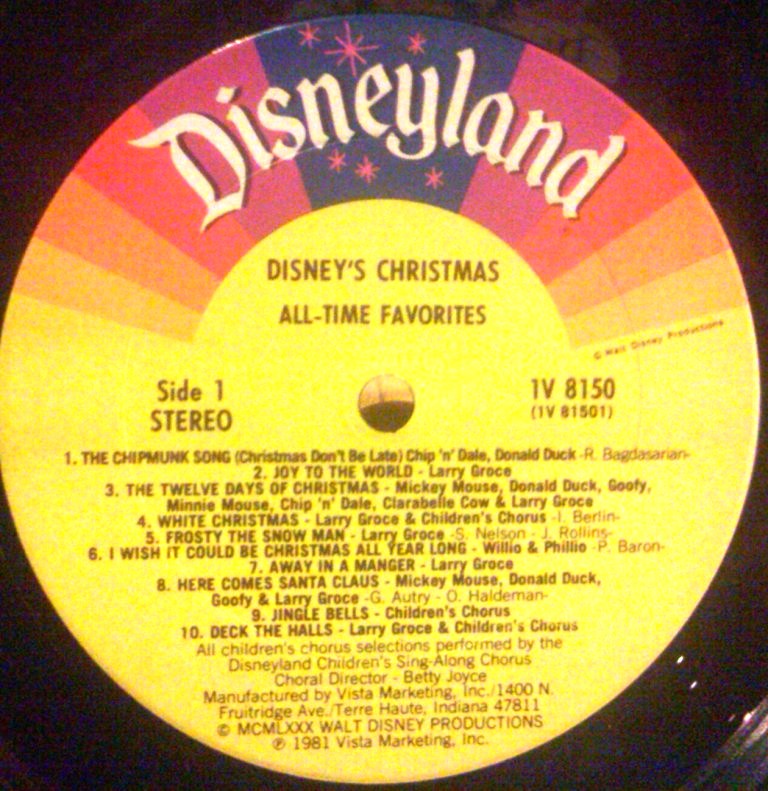 Disneyland
DISNEY'S CHRISTMAS
ALL-TIME FAVORITES
© Walt Disney Productions
Side 1
STEREO
1V 8150
(1V 81501)
1. THE CHIPMUNK SONG (Christmas Don't Be Late) Chip 'n' Dale, Donald Duck -R. Bagdasarian-
2. JOY TO THE WORLD - Larry Groce
3. THE TWELVE DAYS OF CHRISTMAS - Mickey Mouse, Donald Duck, Goofy,
Minnie Mouse, Chip 'n' Dale, Clarabelle Cow & Larry Groce
4. WHITE CHRISTMAS - Larry Groce & Children's Chorus -I. Berlin-
5. FROSTY THE SNOW MAN - Larry Groce -S. Nelson - J. Rollins-
6. I WISH IT COULD BE CHRISTMAS ALL YEAR LONG - Willio & Phillio -P. Baron-
7. AWAY IN A MANGER - Larry Groce
8. HERE COMES SANTA CLAUS - Mickey Mouse, Donald Duck,
Goofy & Larry Groce -G. Autry - O. Haldeman-
9. JINGLE BELLS - Children's Chorus
10. DECK THE HALLS - Larry Groce & Children's Chorus
All children's chorus selections performed by the
Disneyland Children's Sing-Along Chorus
Choral Director - Betty Joyce
Manufactured by Vista Marketing, Inc./1400 N.
Fruitridge Ave./Terre Haute, Indiana 47811
© MCMLXXX WALT DISNEY PRODUCTIONS
℗ 1981 Vista Marketing, Inc.